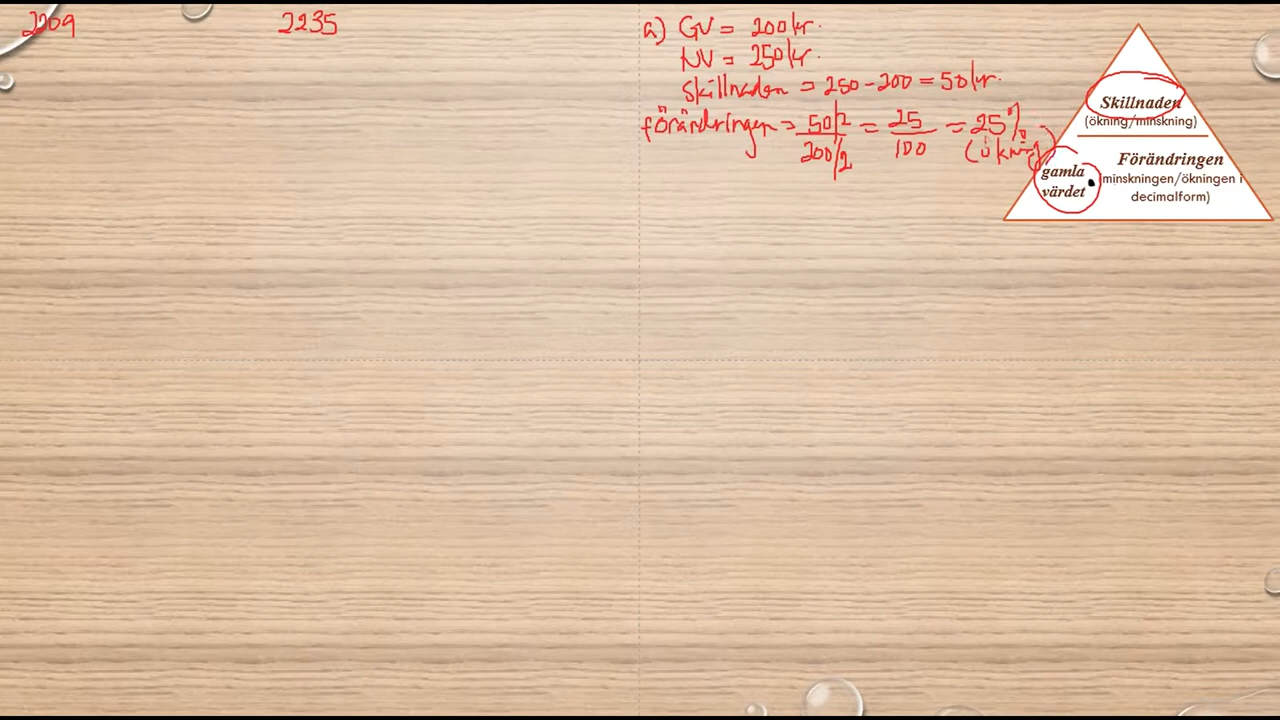 2209
2235
a) GV = 200 kr.
NV = 250 kr.
Skillnaden = 250 - 200 = 50 kr.
förändringen = 50/2 / 200/2 = 25/100 = 25%
(ökning)
Skillnaden
(ökning/minskning)
gamla
värdet
Förändringen
(minskningen/ökningen i
decimalform)